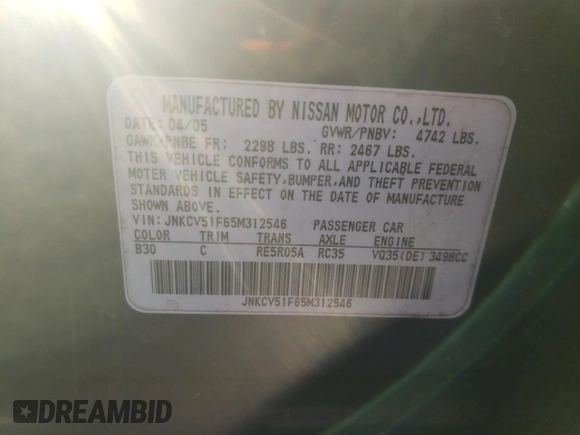 MANUFACTURED BY NISSAN MOTOR CO.,LTD.
DATE: 04/05 GVWR/PNBV: 4742 LBS.
GAWR/PNBE FR: 2298 LBS. RR: 2467 LBS.
THIS VEHICLE CONFORMS TO ALL APPLICABLE FEDERAL
MOTOR VEHICLE SAFETY,BUMPER,AND THEFT PREVENTION
STANDARDS IN EFFECT ON THE DATE OF MANUFACTURE
SHOWN ABOVE.
VIN: JNKCV51F65M312546 PASSENGER CAR
COLOR TRIM TRANS AXLE ENGINE
B30 C RE5R05A RC35 VQ35(DE) 3498CC
JNKCV51F65M312546
DREAMBID